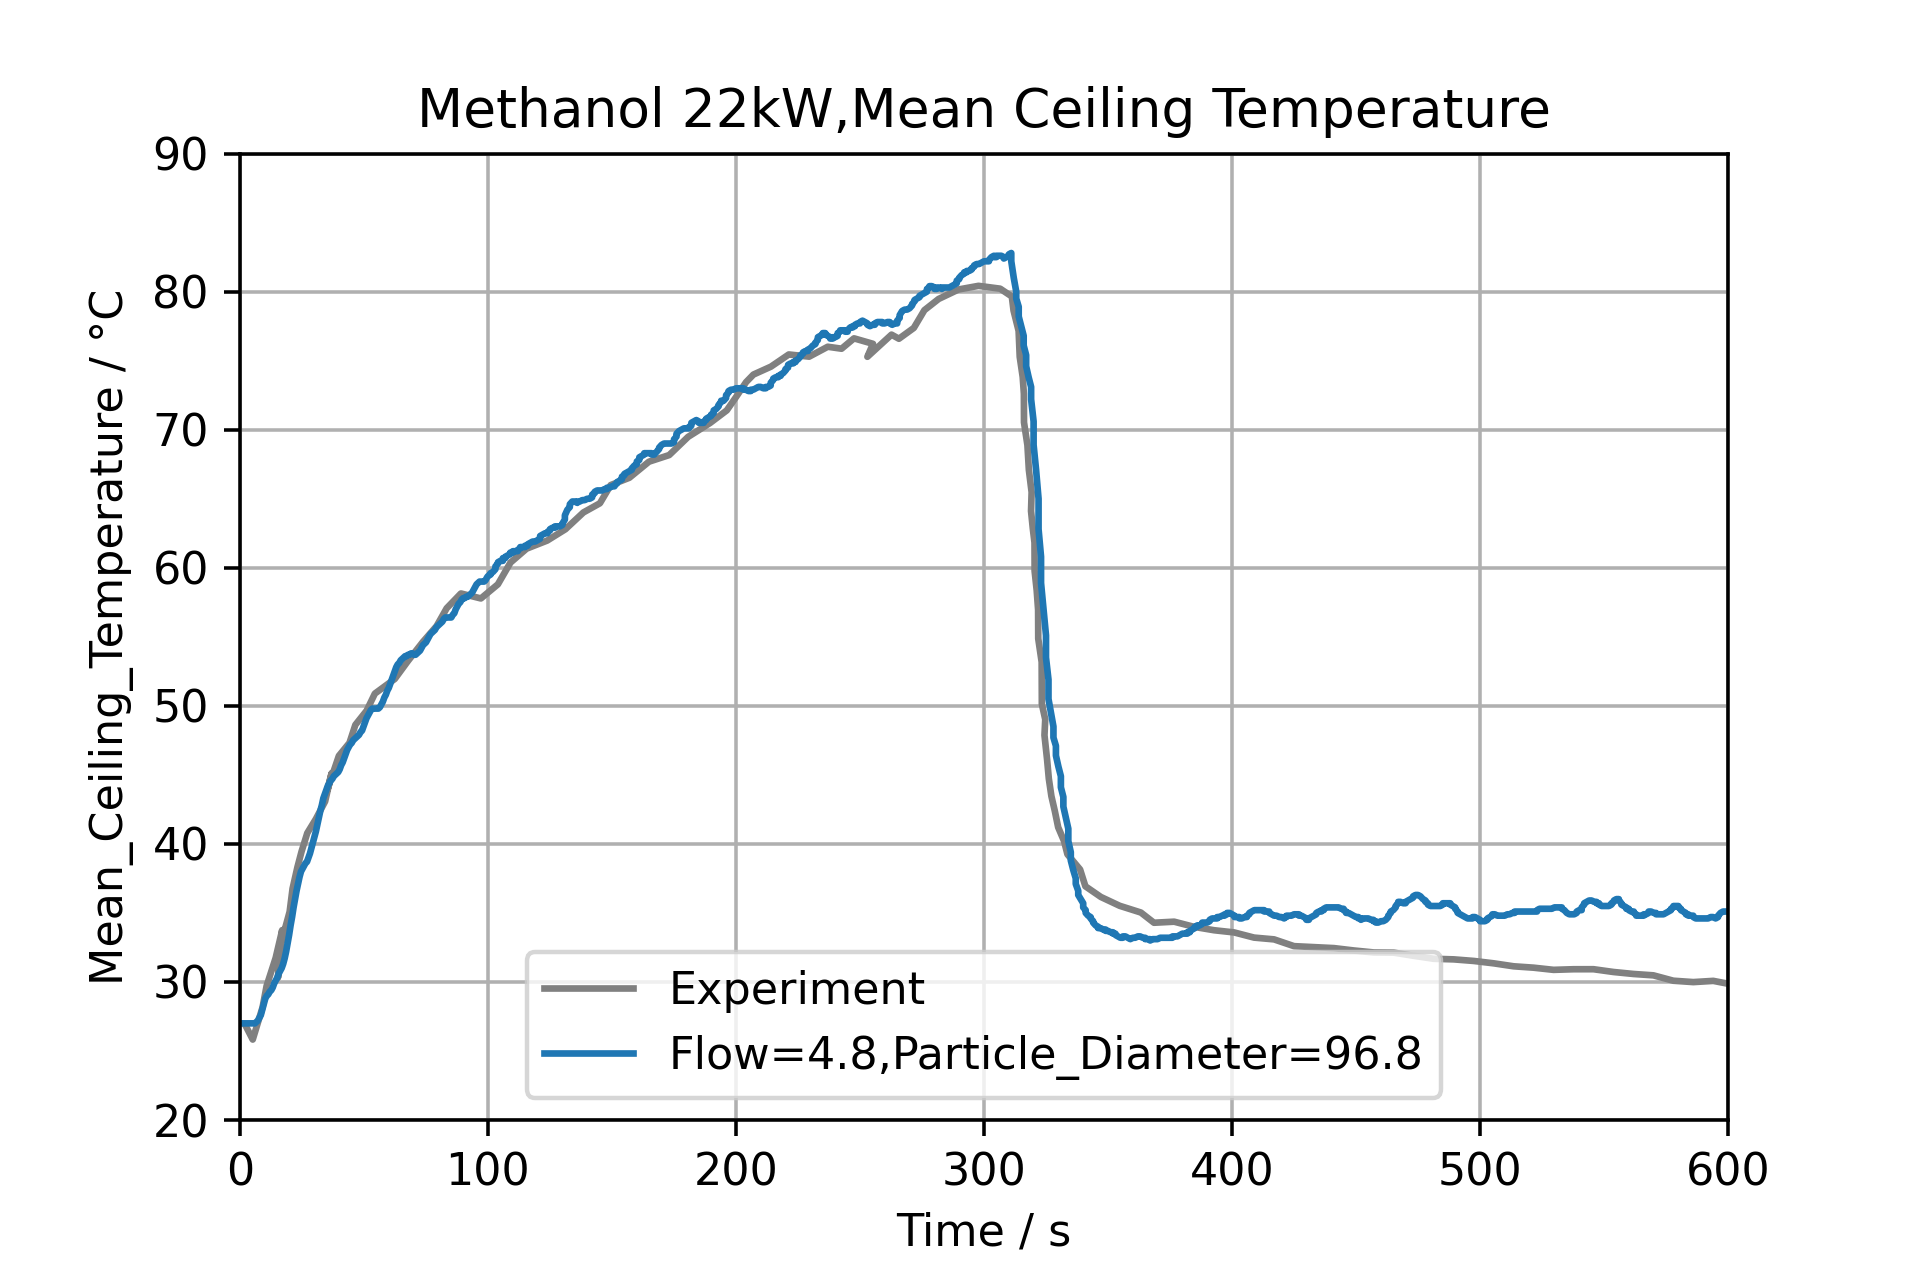 Methanol 22kW,Mean Ceiling Temperature
Mean_Ceiling_Temperature / °C
90
80
70
60
50
40
30
20
Experiment
Flow=4.8,Particle_Diameter=96.8
0 100 200 300 400 500 600
Time / s